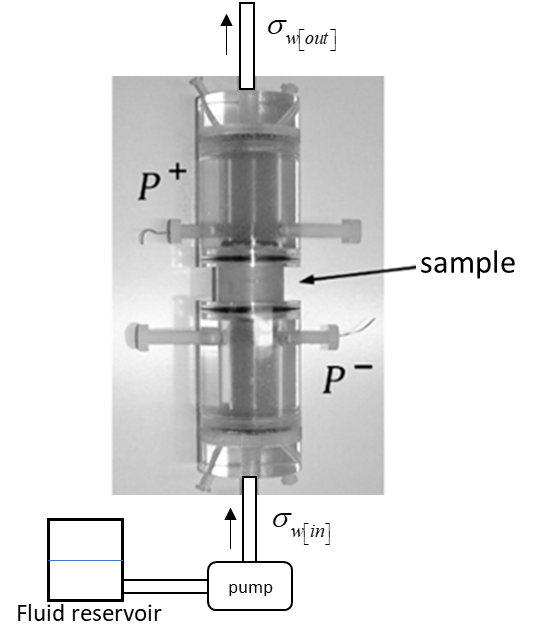 σw[out]
P+
sample
P−
σw[in]
pump
Fluid reservoir